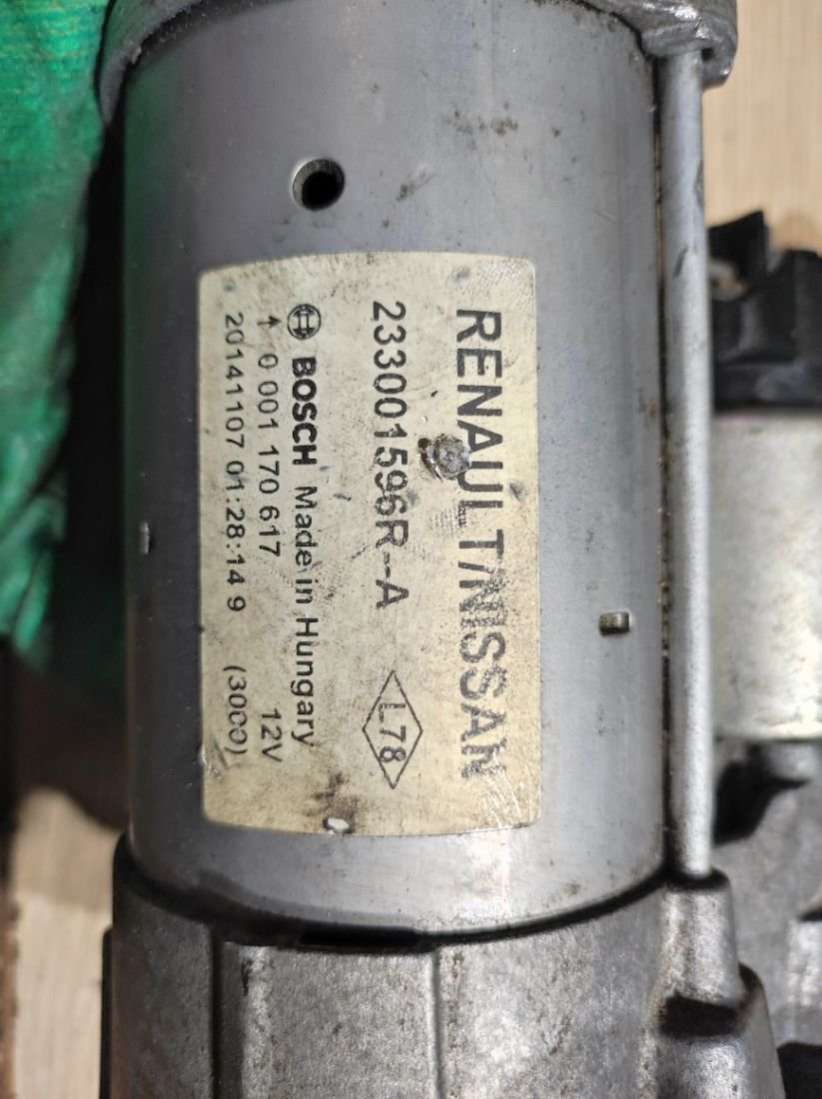 RENAULT/NISSAN
233001596R--A
L78
BOSCH Made in Hungary
0 001 170 617 12V
20141107 01:28:14 9 (3000)